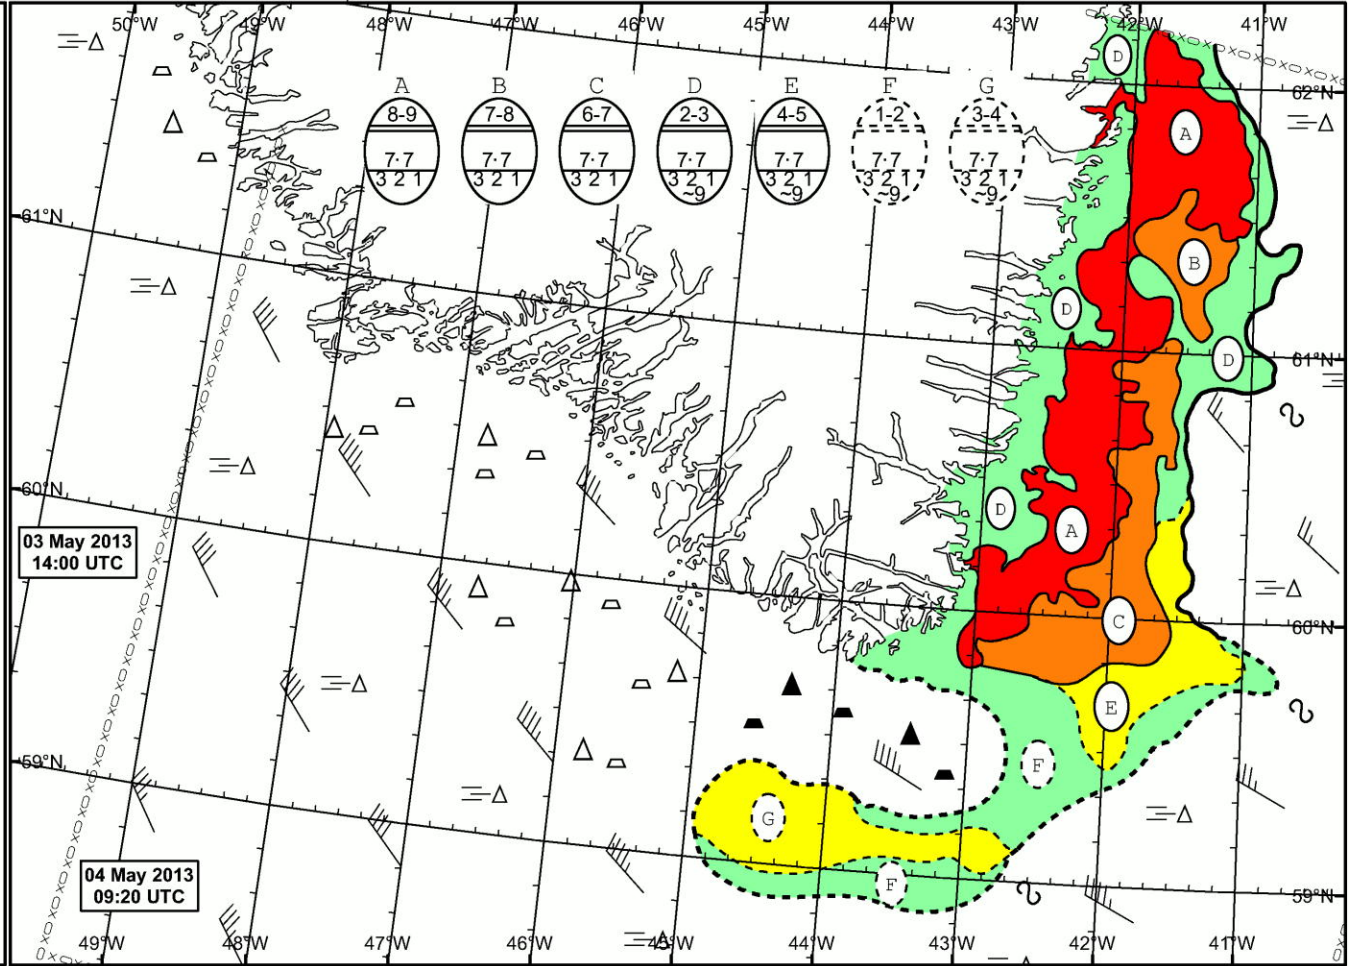 50°W 49°W 48°W 47°W 46°W 45°W 44°W 43°W 42°W 41°W
D
A B C D E F G
62°N
8-9 7-8 6-7 2-3 4-5 1-2 3-4
A
7·7 7·7 7·7 7·7 7·7 7·7 7·7
3 2 1 3 2 1 3 2 1 3 2 1 3 2 1 3 2 1 3 2 1
~9 ~9 ~9 ~9
61°N
B
D
D
61°N
60°N
D
A
03 May 2013
14:00 UTC
C
60°N
E
59°N
F
G
04 May 2013
09:20 UTC
F
59°N
49°W 48°W 47°W 46°W 45°W 44°W 43°W 42°W 41°W